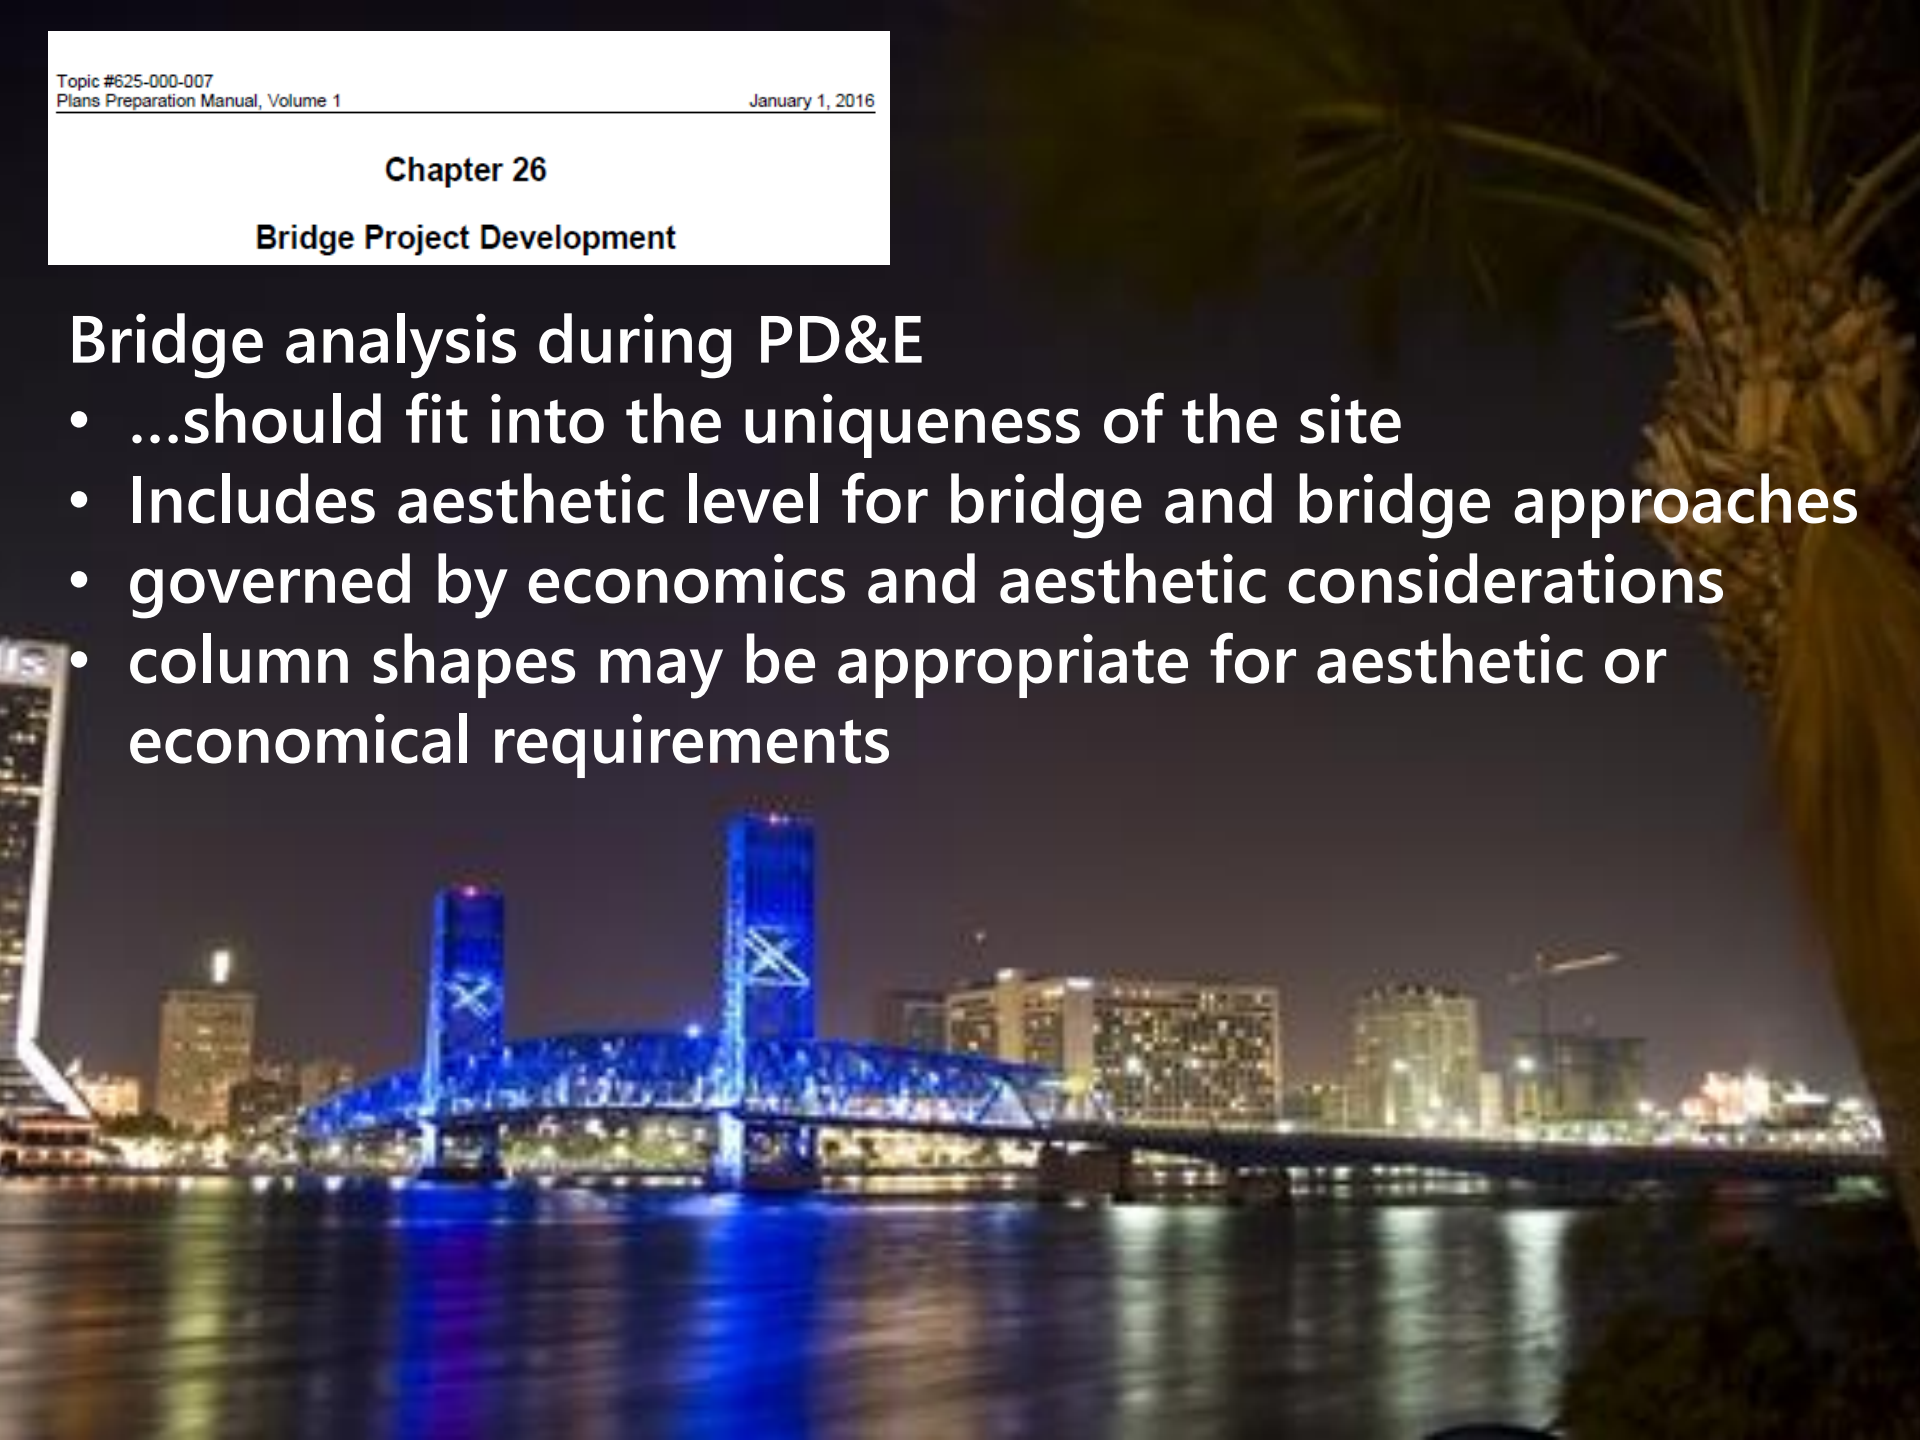 Topic #625-000-007
Plans Preparation Manual, Volume 1 January 1, 2016
Chapter 26
Bridge Project Development
Bridge analysis during PD&E
• …should fit into the uniqueness of the site
• Includes aesthetic level for bridge and bridge approaches
• governed by economics and aesthetic considerations
• column shapes may be appropriate for aesthetic or
economical requirements